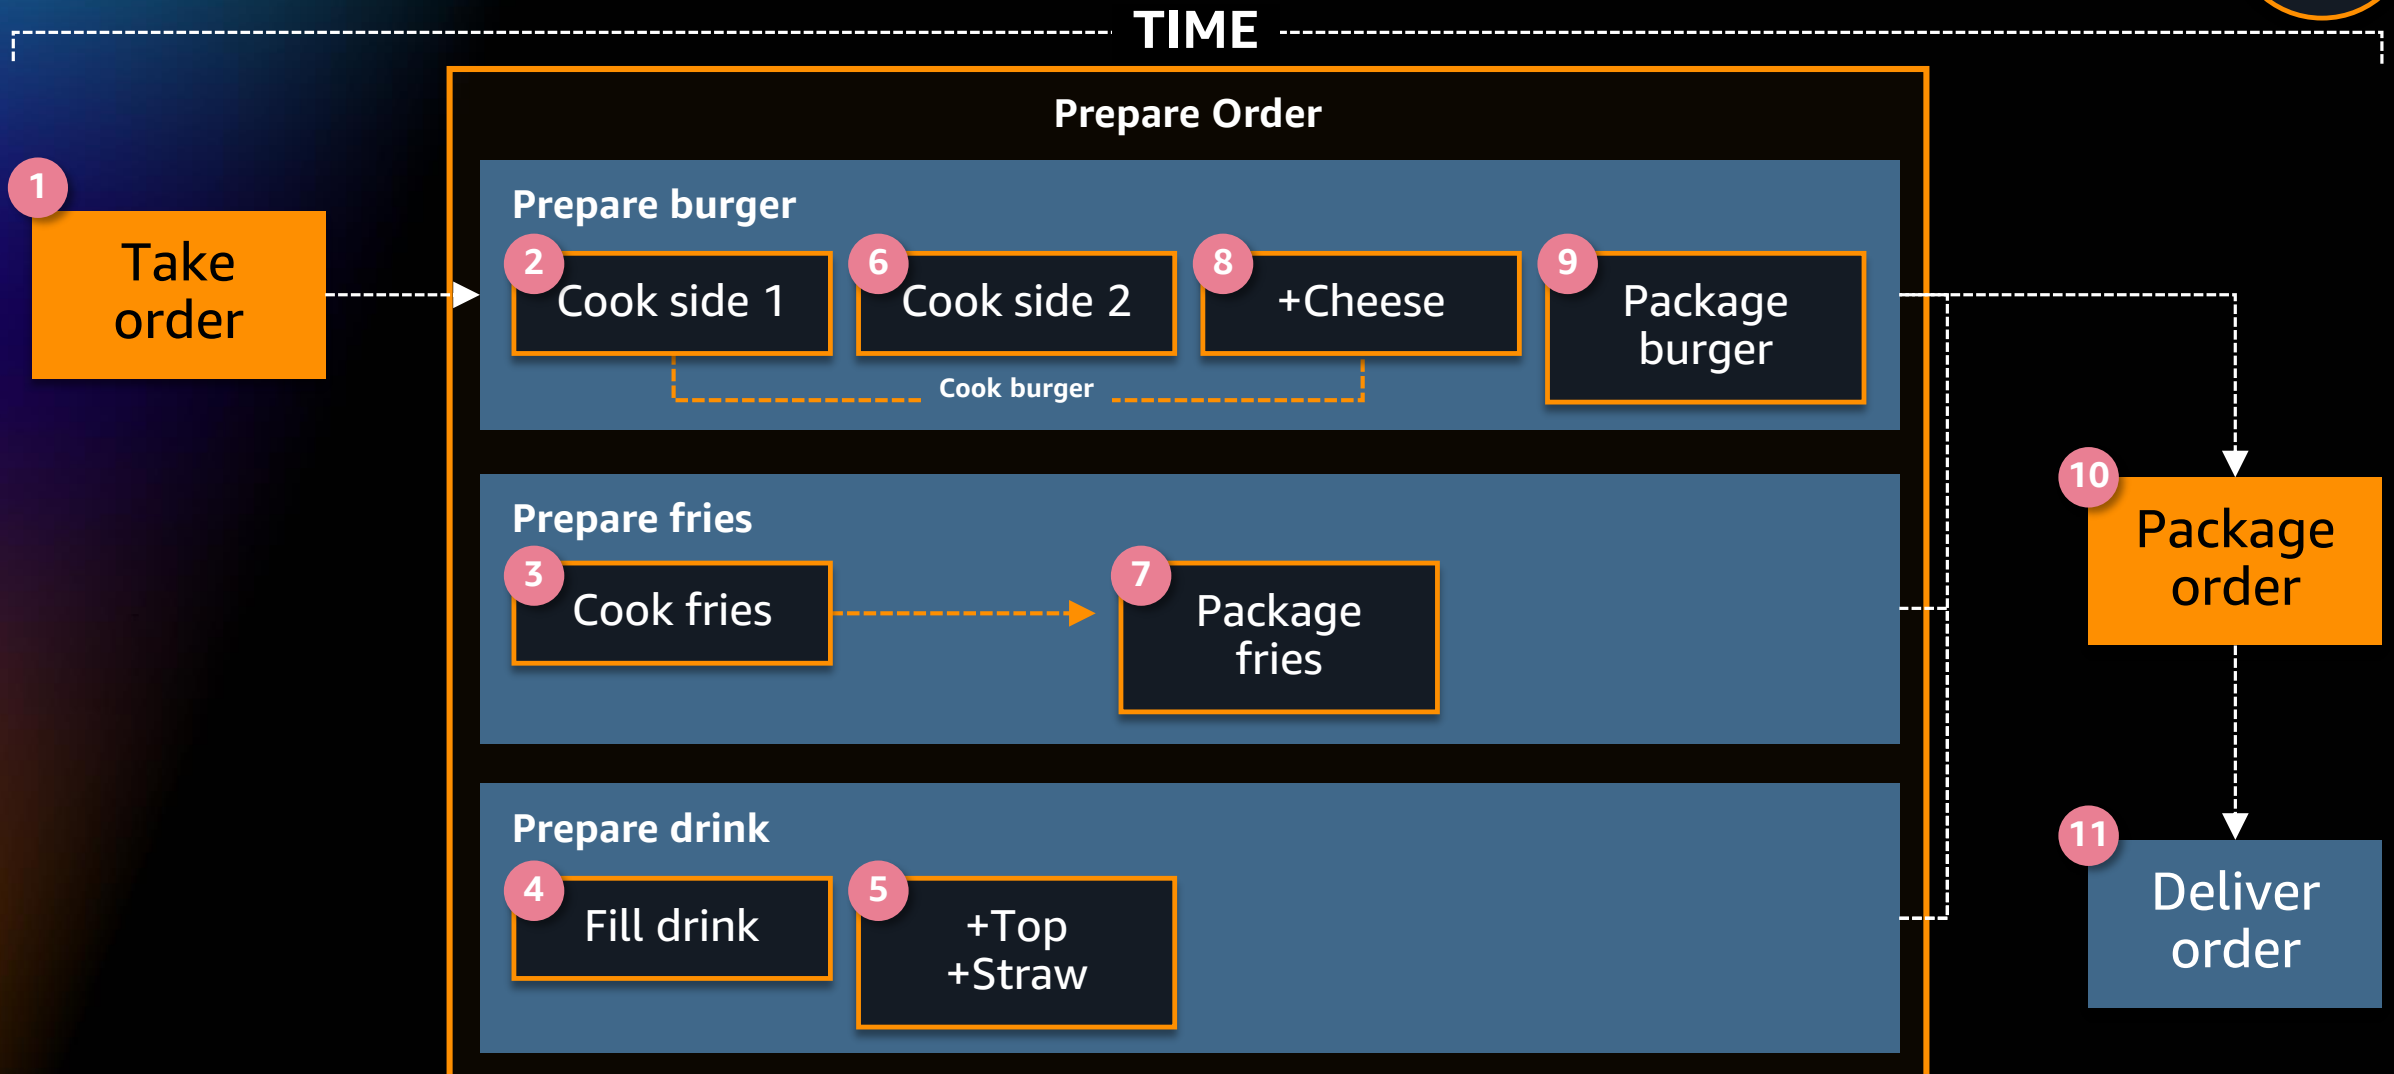 TIME
Prepare Order
1
Take
order
Prepare burger
2
Cook side 1
6
Cook side 2
8
+Cheese
9
Package
burger
Cook burger
Prepare fries
3
Cook fries
7
Package
fries
Prepare drink
4
Fill drink
5
+Top
+Straw
10
Package
order
11
Deliver
order